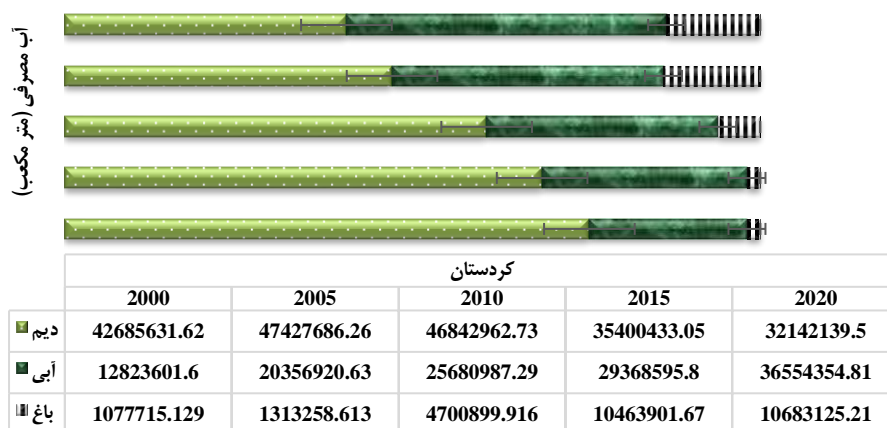 آب مصرفی (متر مکعب)
کردستان
2000 2005 2010 2015 2020
دیم 42685631.62 47427686.26 46842962.73 35400433.05 32142139.5
آبی 12823601.6 20356920.63 25680987.29 29368595.8 36554354.81
باغ 1077715.129 1313258.613 4700899.916 10463901.67 10683125.21